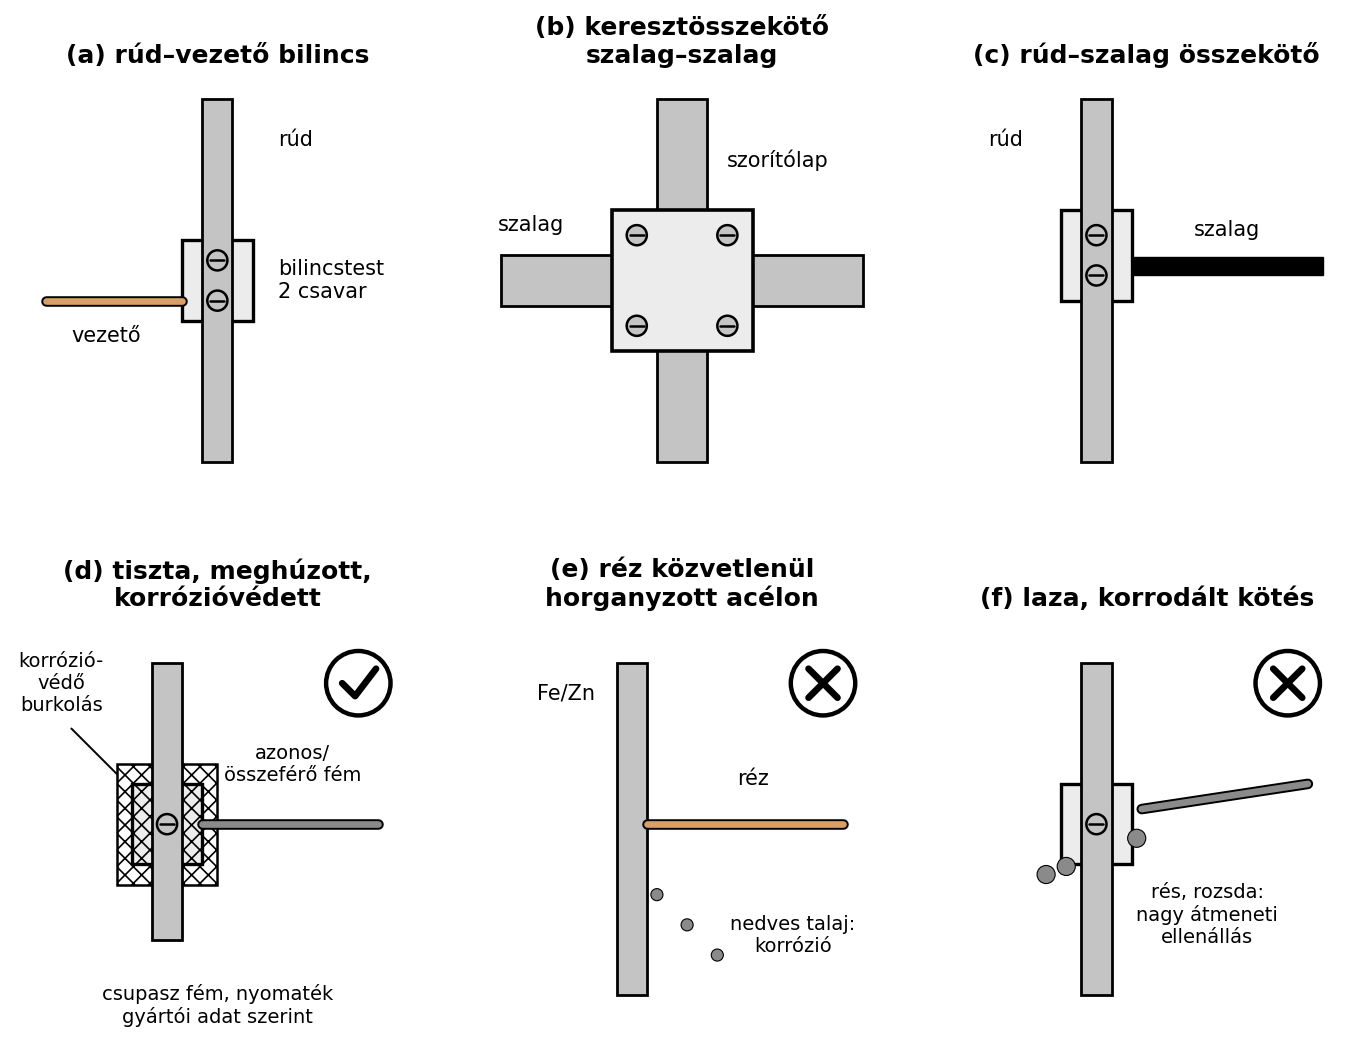 (a) rúd–vezető bilincs
rúd
bilincstest
2 csavar
vezető
(b) keresztösszekötő
szalag–szalag
szorítólap
szalag
(c) rúd–szalag összekötő
rúd
szalag
(d) tiszta, meghúzott,
korrózióvédett
korrózió-
védő
burkolás
azonos/
összeférő fém
csupasz fém, nyomaték
gyártói adat szerint
(e) réz közvetlenül
horganyzott acélon
Fe/Zn
réz
nedves talaj:
korrózió
(f) laza, korrodált kötés
rés, rozsda:
nagy átmeneti
ellenállás